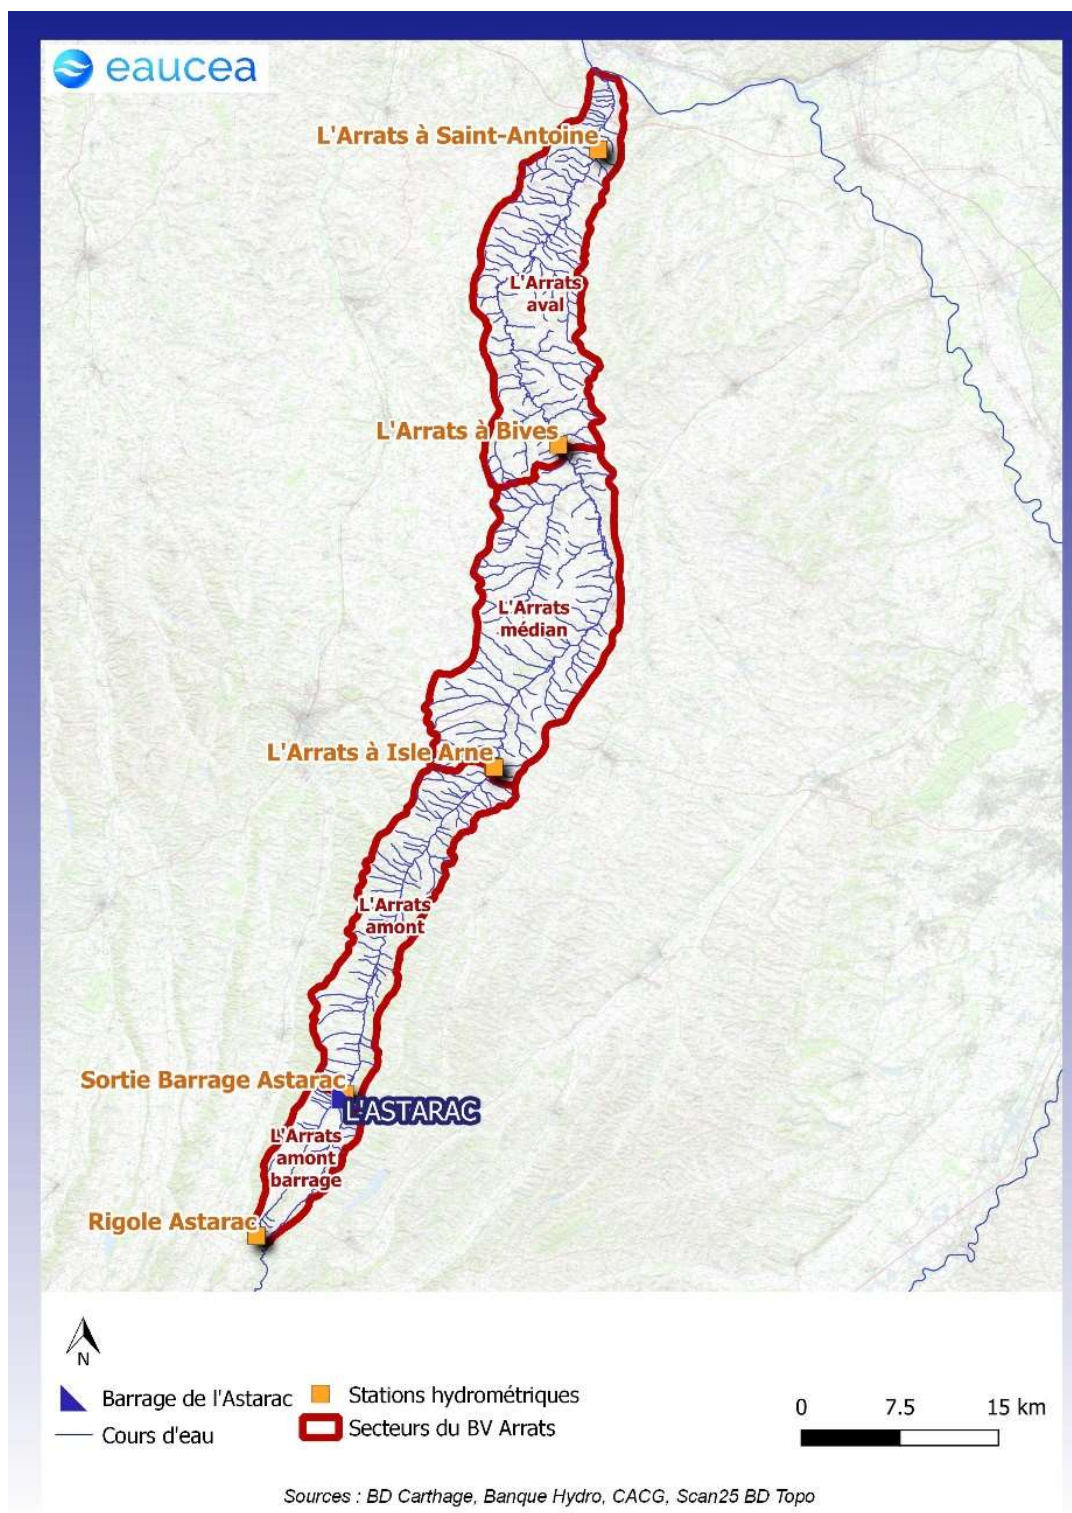 eaucea
L'Arrats à Saint-Antoine
L'Arrats
aval
L'Arrats à Bives
L'Arrats
médian
L'Arrats à Isle Arne
L'Arrats
amont
Sortie Barrage Astarac
L'ASTARAC
L'Arrats
amont
barrage
Rigole Astarac
N
Barrage de l'Astarac
Stations hydrométriques
Cours d'eau
Secteurs du BV Arrats
0 7.5 15 km
Sources : BD Carthage, Banque Hydro, CACG, Scan25 BD Topo